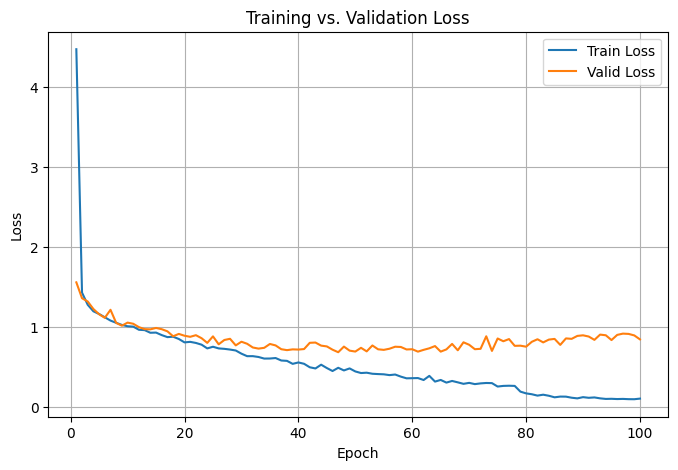 Training vs. Validation Loss
Train Loss
Valid Loss
4
3
2
1
0
Loss
0 20 40 60 80 100
Epoch